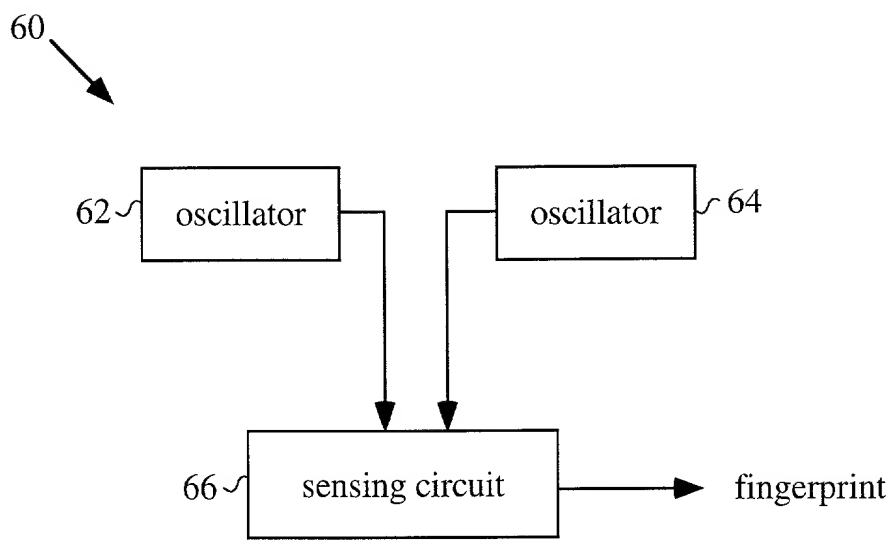 60
62
oscillator
oscillator
64
66
sensing circuit
fingerprint